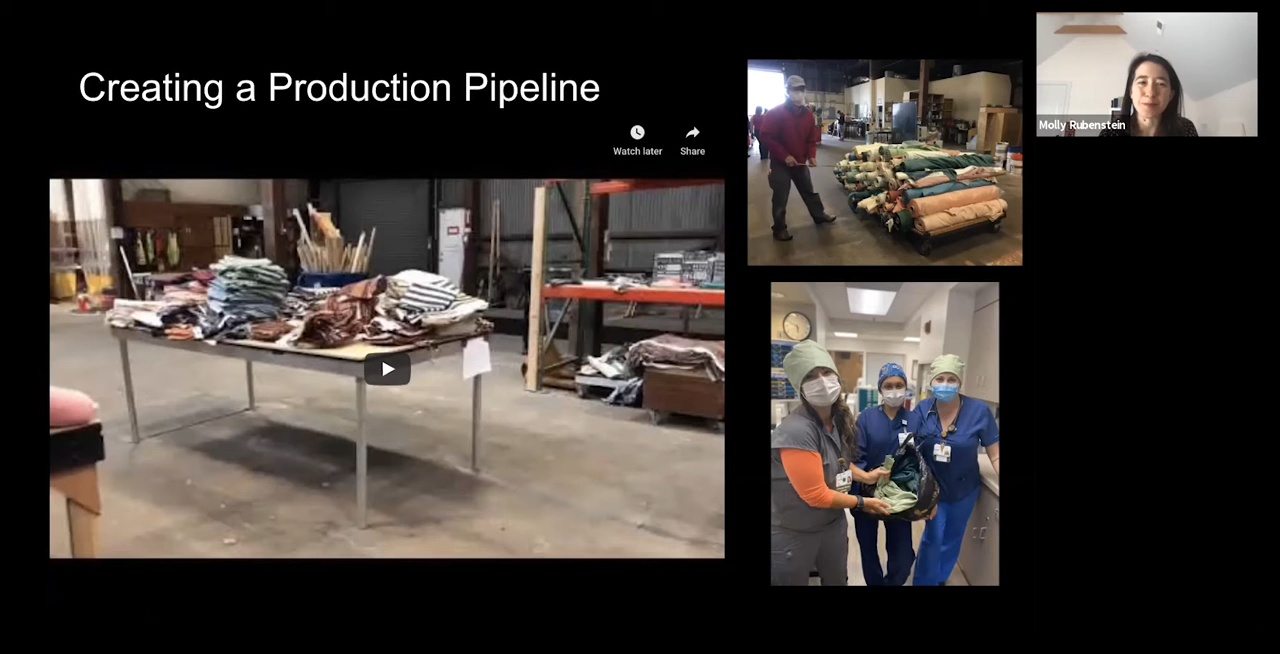 Creating a Production Pipeline
Watch later
Share
Molly Rubenstein